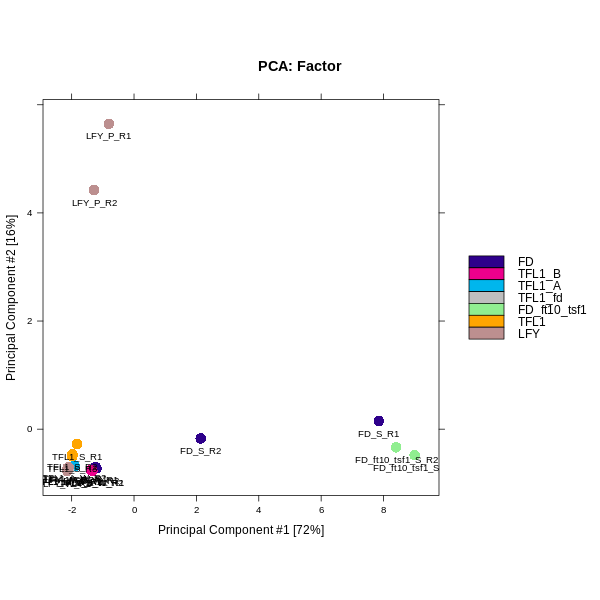 PCA: Factor
LFY_P_R1
LFY_P_R2
FD_S_R1
FD_S_R2
FD_ft10_tsf1_S_R2
FD_ft10_tsf1_S
TFL1_S_R1
4
2
0
-2
0
2
4
6
8
Principal Component #1 [72%]
Principal Component #2 [16%]
FD
TFL1_B
TFL1_A
TFL1_fd
FD_ft10_tsf1
TFL1
LFY